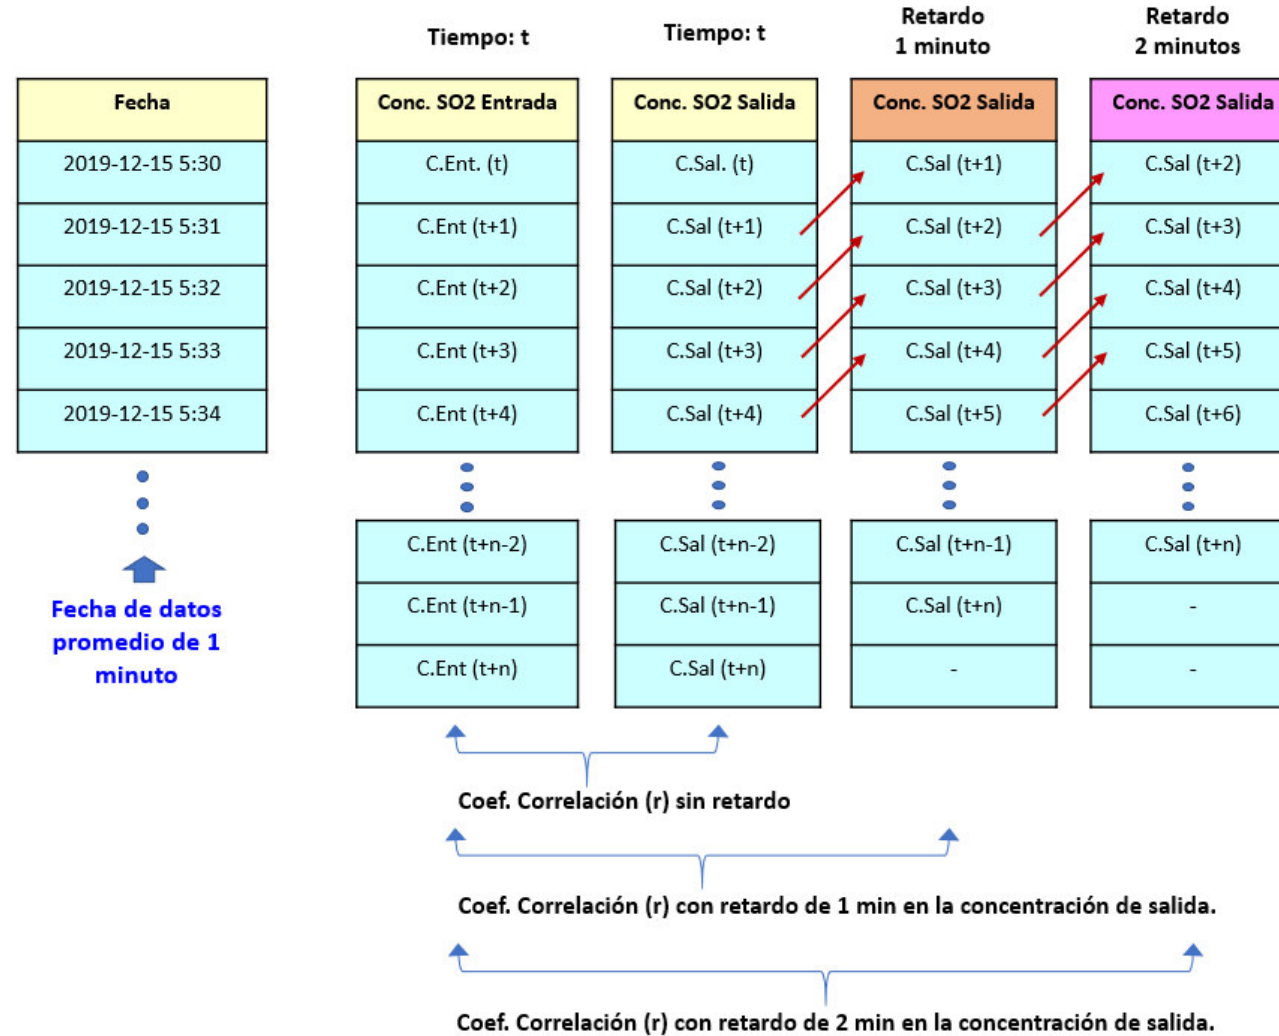 Tiempo: t
Tiempo: t
Retardo
1 minuto
Retardo
2 minutos
Fecha
Conc. SO2 Entrada
Conc. SO2 Salida
Conc. SO2 Salida
Conc. SO2 Salida
2019-12-15 5:30
C.Ent. (t)
C.Sal. (t)
C.Sal (t+1)
C.Sal (t+2)
2019-12-15 5:31
C.Ent (t+1)
C.Sal (t+1)
C.Sal (t+2)
C.Sal (t+3)
2019-12-15 5:32
C.Ent (t+2)
C.Sal (t+2)
C.Sal (t+3)
C.Sal (t+4)
2019-12-15 5:33
C.Ent (t+3)
C.Sal (t+3)
C.Sal (t+4)
C.Sal (t+5)
2019-12-15 5:34
C.Ent (t+4)
C.Sal (t+4)
C.Sal (t+5)
C.Sal (t+6)
C.Ent (t+n-2)
C.Sal (t+n-2)
C.Sal (t+n-1)
C.Sal (t+n)
C.Ent (t+n-1)
C.Sal (t+n-1)
C.Sal (t+n)
-
C.Ent (t+n)
C.Sal (t+n)
-
-
Fecha de datos
promedio de 1
minuto
Coef. Correlación (r) sin retardo
Coef. Correlación (r) con retardo de 1 min en la concentración de salida.
Coef. Correlación (r) con retardo de 2 min en la concentración de salida.